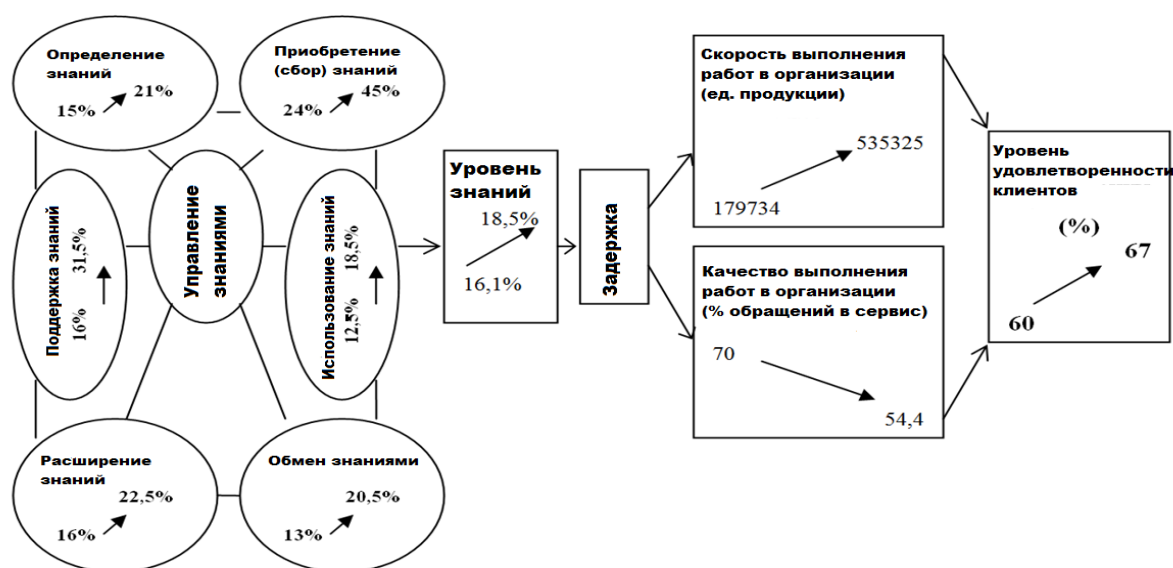 Определение
знаний
21%
15%
Приобретение
(сбор) знаний
45%
24%
Поддержка знаний
16% 31,5%
Управление
знаниями
Использование знаний
12,5% 18,5%
Расширение
знаний
22,5%
16%
Обмен знаниями
20,5%
13%
Уровень
знаний
18,5%
16,1%
Задержка
Скорость выполнения
работ в организации
(ед. продукции)
535325
179734
Качество выполнения
работ в организации
(% обращений в сервис)
70
54,4
Уровень
удовлетворенности
клиентов
(%)
67
60